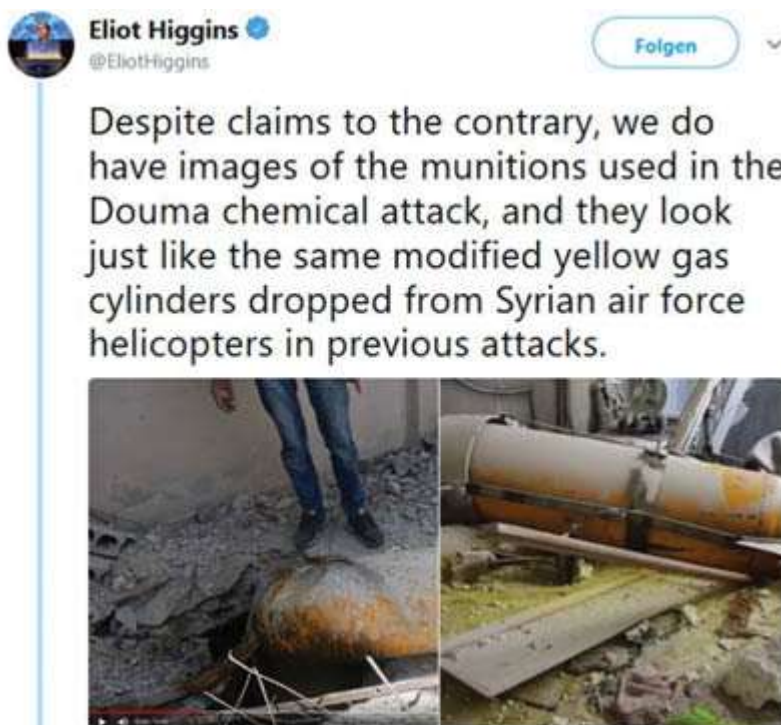 Eliot Higgins
@EliotHiggins
Folgen
Despite claims to the contrary, we do
have images of the munitions used in the
Douma chemical attack, and they look
just like the same modified yellow gas
cylinders dropped from Syrian air force
helicopters in previous attacks.